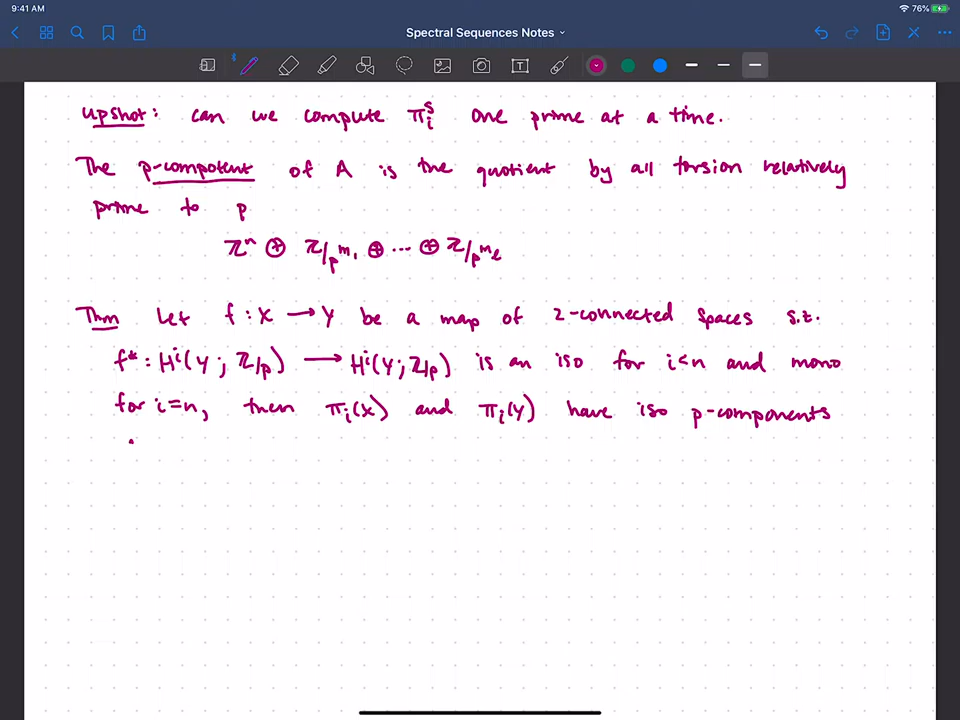 9:41 AM
76%
Spectral Sequences Notes
upshot: can we compute π_i^s one prime at a time.
The p-compotent of A is the quotient by all torsion relatively
prime to p
ℤ^n ⊕ ℤ/p^m₁ ⊕ ... ⊕ ℤ/p^m_ℓ
Thm Let f : X → Y be a map of 2-connected spaces s.t.
f* : H^i(Y ; ℤ/p) → H^i(Y ; ℤ/p) is an iso for i<n and mono
for i=n, then π_i(X) and π_i(Y) have iso p-components